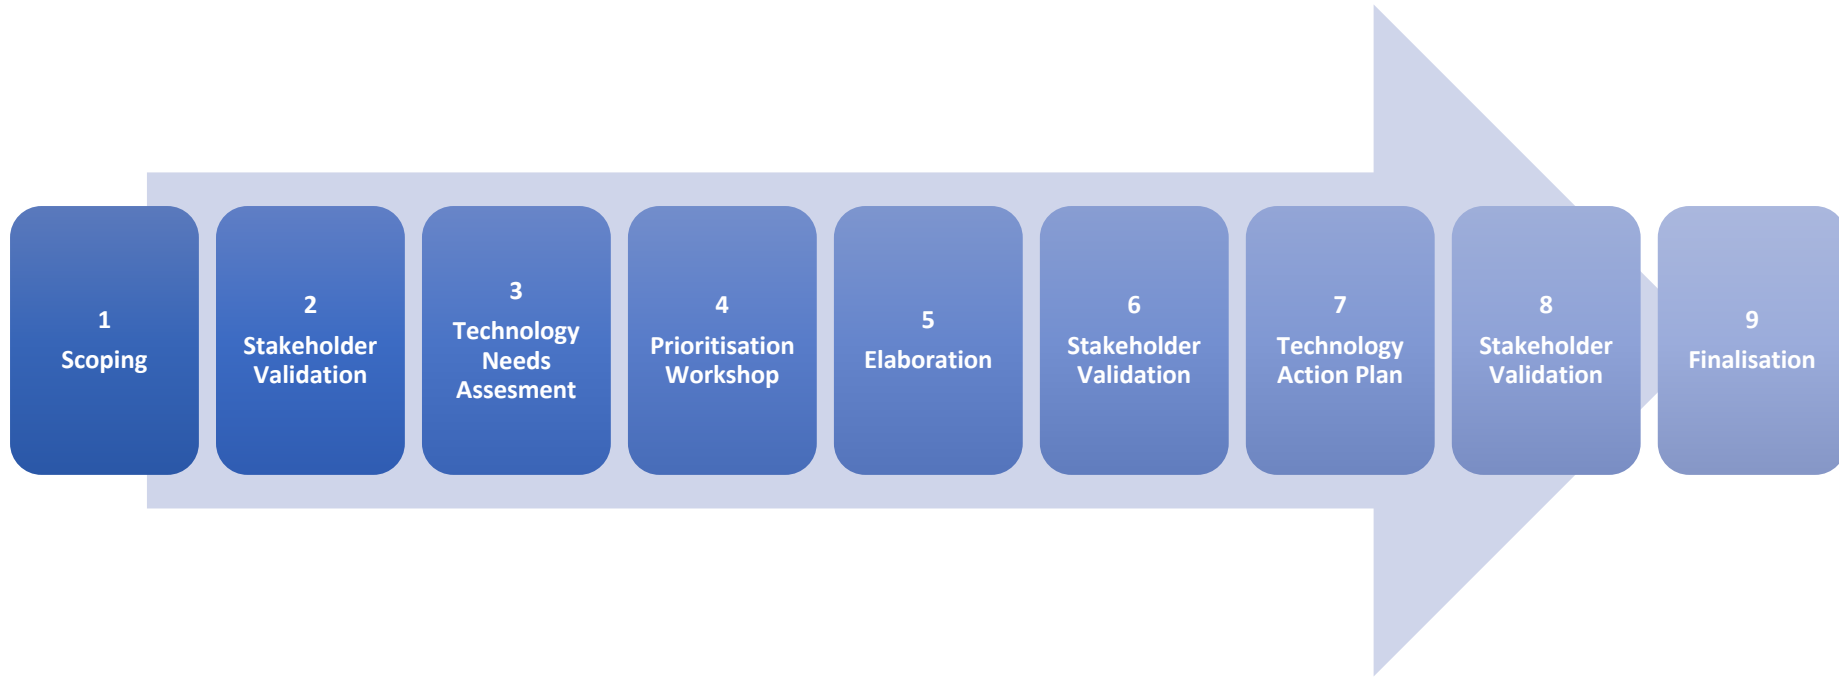 1
Scoping
2
Stakeholder
Validation
3
Technology
Needs
Assesment
4
Prioritisation
Workshop
5
Elaboration
6
Stakeholder
Validation
7
Technology
Action Plan
8
Stakeholder
Validation
9
Finalisation